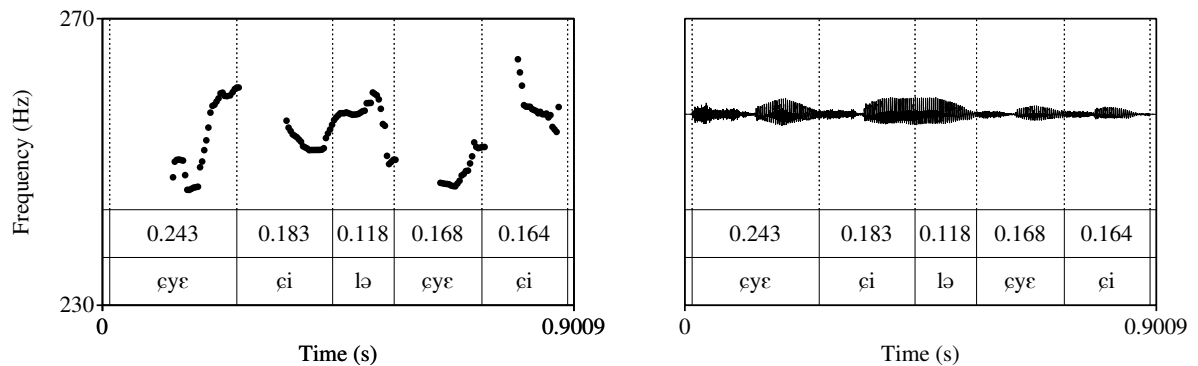 270
Frequency (Hz)
0.243 0.183 0.118 0.168 0.164
ɕyɛ ɕi lə ɕyɛ ɕi
230
0 0.9009
Time (s)
0.243 0.183 0.118 0.168 0.164
ɕyɛ ɕi lə ɕyɛ ɕi
0 0.9009
Time (s)